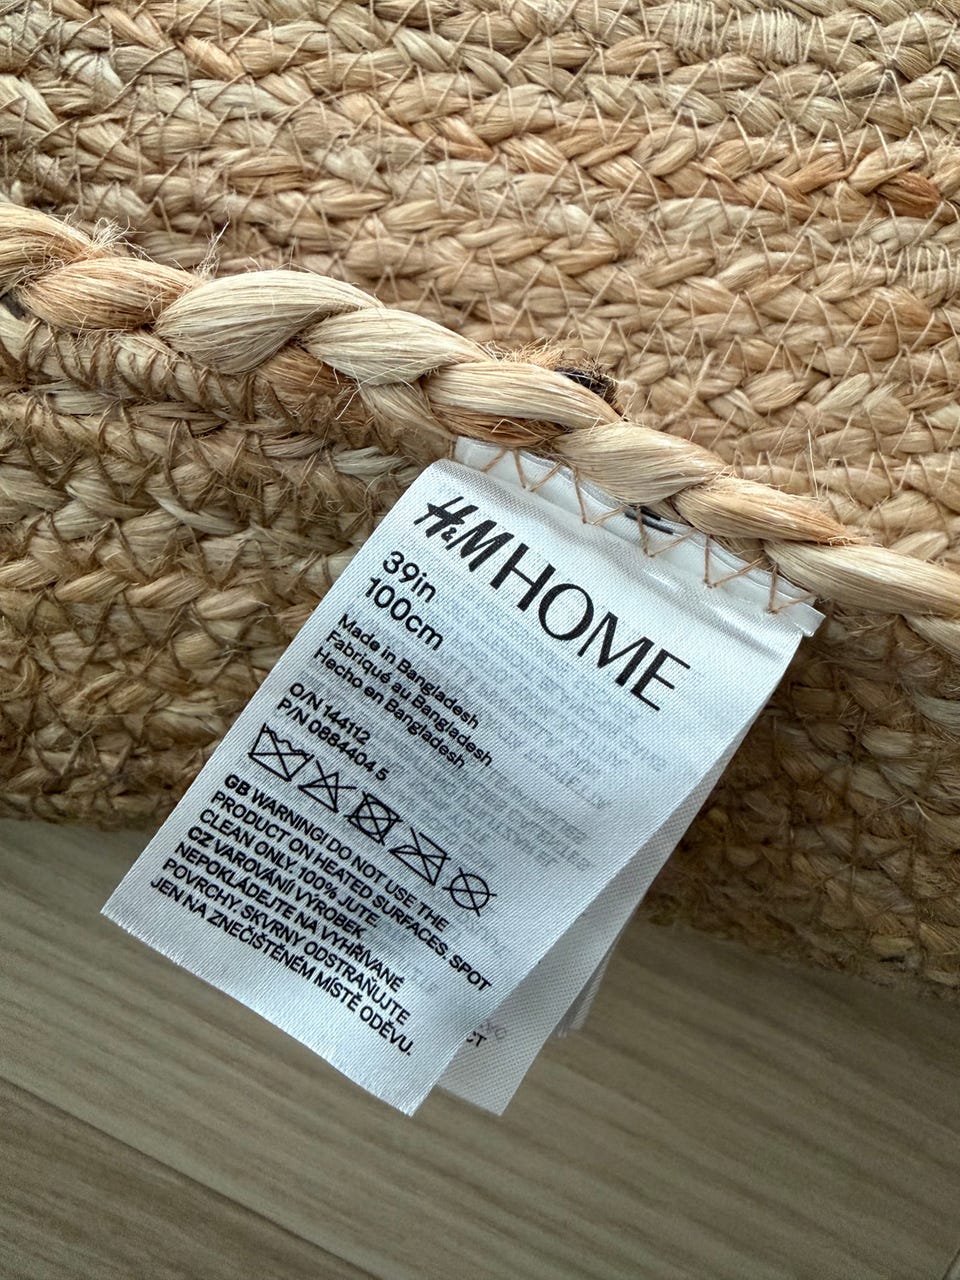 H&M HOME
39in
100cm
Made in Bangladesh
Fabriqué au Bangladesh
Hecho en Bangladesh
O/N 144112
P/N 0884404 5
GB WARNING! DO NOT USE THE
PRODUCT ON HEATED SURFACES. SPOT
CLEAN ONLY. 100% JUTE.
CZ VAROVÁNÍ! VÝROBEK
NEPOKLÁDEJTE NA VYHŘÍVANÉ
POVRCHY SKVRNY ODSTRAŇUJTE
JEN NA ZNEČIŠTĚNÉM MÍSTĚ ODĚVU.
CT